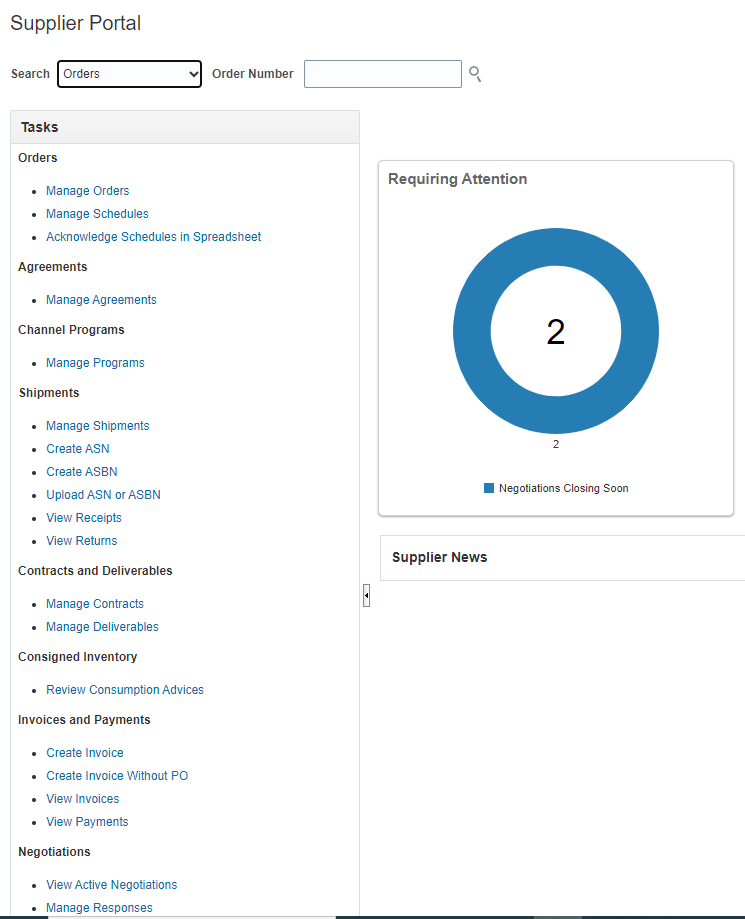 Supplier Portal
Search Orders Order Number
Tasks
Orders
Manage Orders
Manage Schedules
Acknowledge Schedules in Spreadsheet
Agreements
Manage Agreements
Channel Programs
Manage Programs
Shipments
Manage Shipments
Create ASN
Create ASBN
Upload ASN or ASBN
View Receipts
View Returns
Contracts and Deliverables
Manage Contracts
Manage Deliverables
Consigned Inventory
Review Consumption Advices
Invoices and Payments
Create Invoice
Create Invoice Without PO
View Invoices
View Payments
Negotiations
View Active Negotiations
Manage Responses
Requiring Attention
2
2
Negotiations Closing Soon
Supplier News